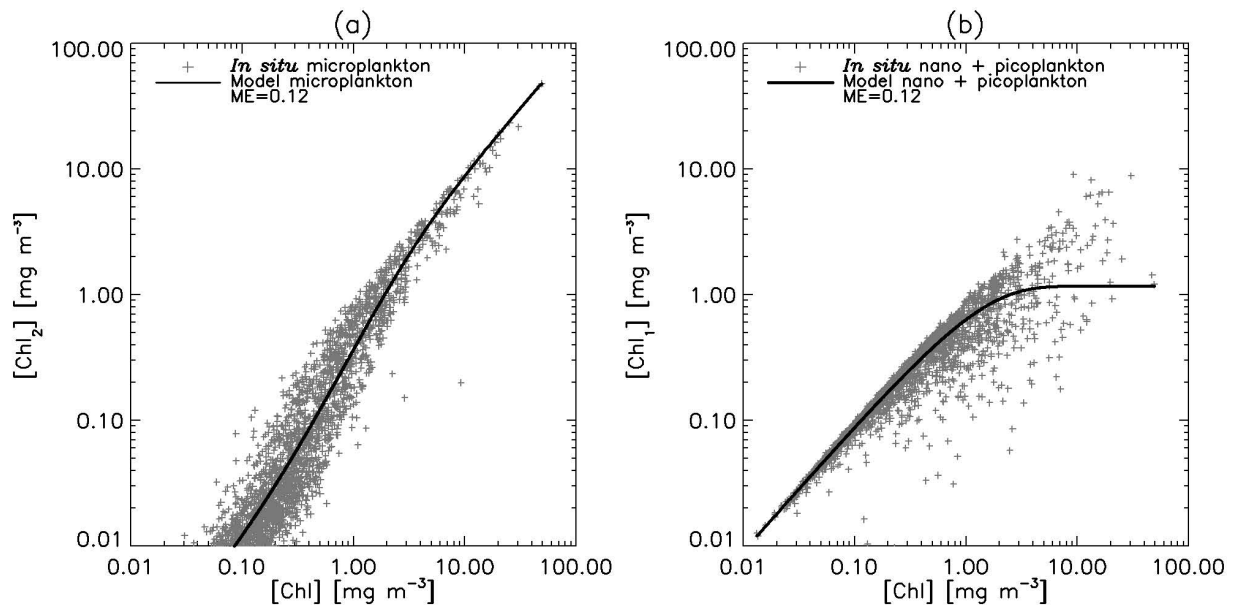 (a)
100.00
10.00
1.00
0.10
0.01
[Chl₂] [mg m⁻³]
In situ microplankton
Model microplankton
ME=0.12
0.01 0.10 1.00 10.00 100.00
[Chl] [mg m⁻³]
(b)
100.00
10.00
1.00
0.10
0.01
[Chl₁] [mg m⁻³]
In situ nano + picoplankton
Model nano + picoplankton
ME=0.12
0.01 0.10 1.00 10.00 100.00
[Chl] [mg m⁻³]